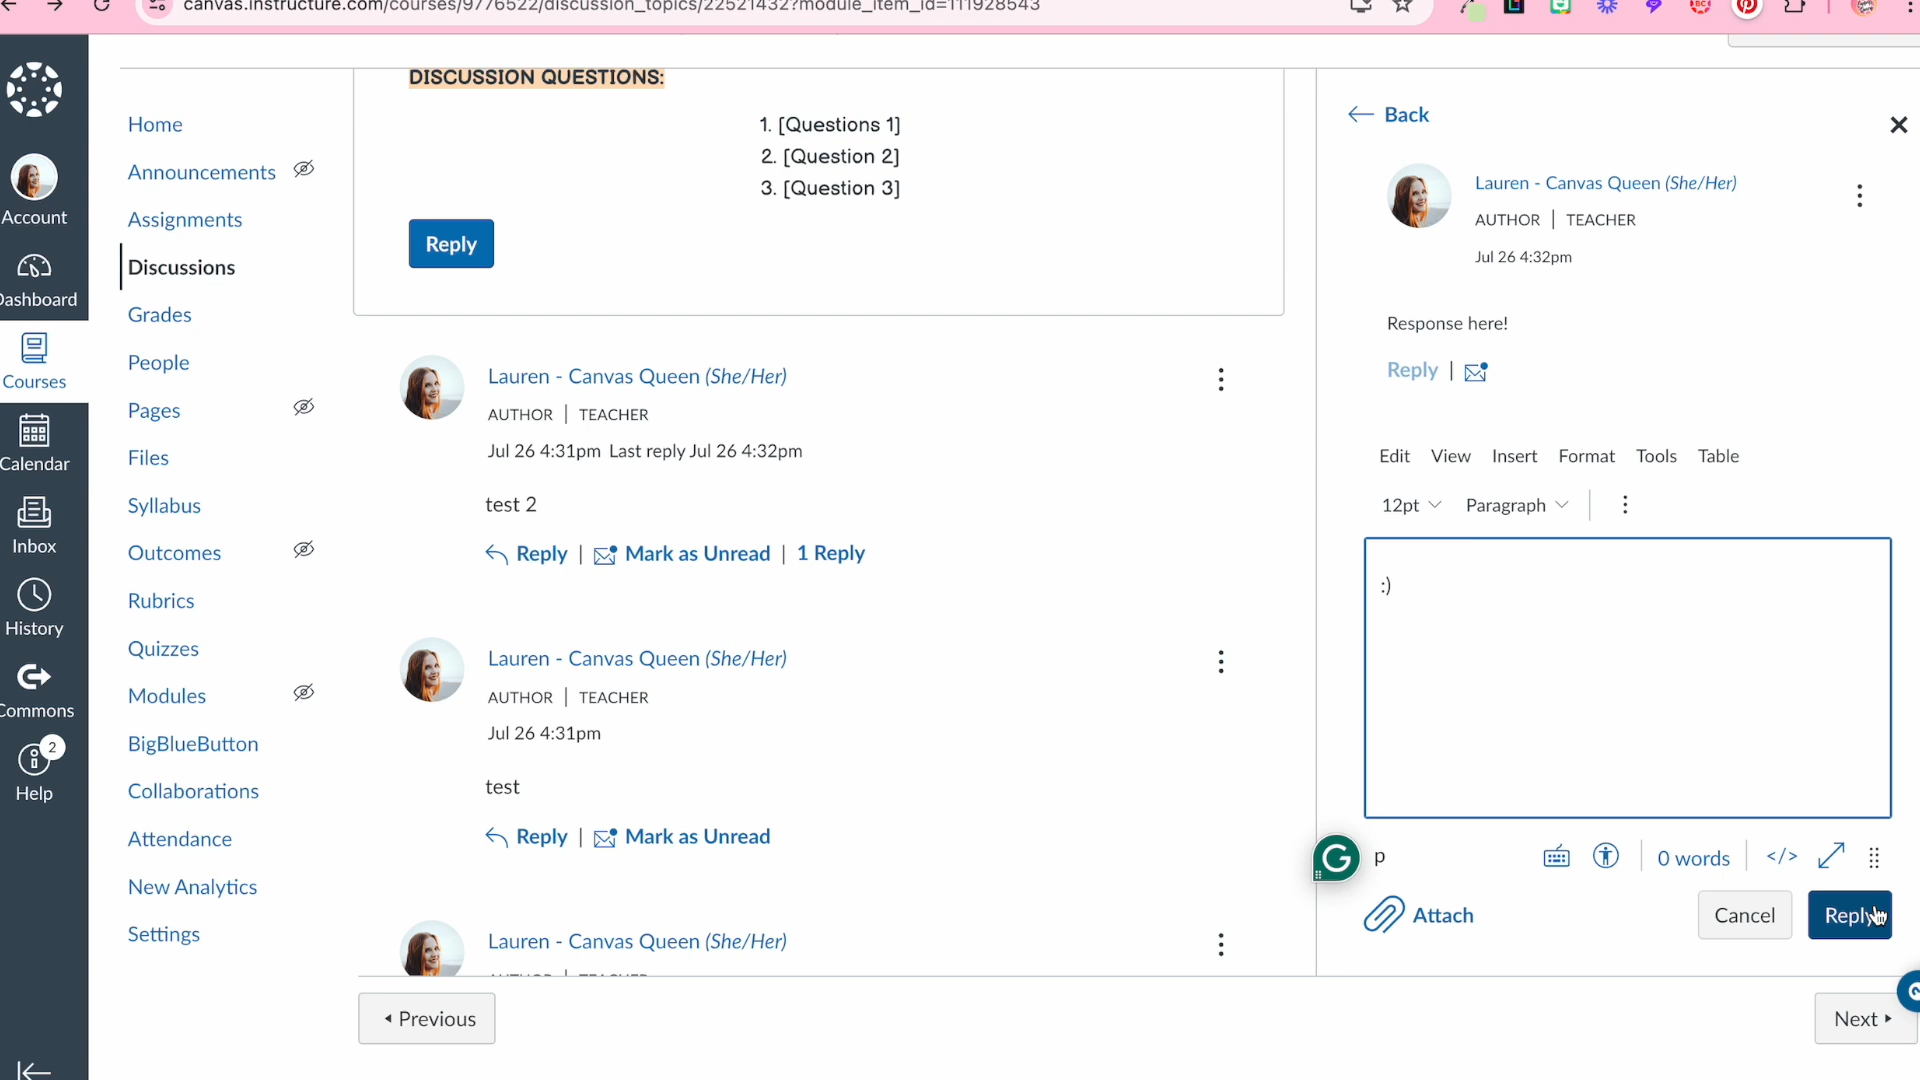 canvas.instructure.com/courses/9776522/discussion_topics/22521432?module_item_id=111928543
Account
Dashboard
Courses
Calendar
Inbox
History
Commons
2
Help
Home
Announcements
Assignments
Discussions
Grades
People
Pages
Files
Syllabus
Outcomes
Rubrics
Quizzes
Modules
BigBlueButton
Collaborations
Attendance
New Analytics
Settings
DISCUSSION QUESTIONS:
1. [Questions 1]
2. [Question 2]
3. [Question 3]
Reply
Lauren - Canvas Queen (She/Her)
AUTHOR | TEACHER
Jul 26 4:31pm Last reply Jul 26 4:32pm
test 2
Reply | Mark as Unread | 1 Reply
Lauren - Canvas Queen (She/Her)
AUTHOR | TEACHER
Jul 26 4:31pm
test
Reply | Mark as Unread
Lauren - Canvas Queen (She/Her)
AUTHOR | TEACHER
Previous
Next
Back
Lauren - Canvas Queen (She/Her)
AUTHOR | TEACHER
Jul 26 4:32pm
Response here!
Reply |
Edit View Insert Format Tools Table
12pt Paragraph
:)
G p 0 words </>
Attach Cancel Reply